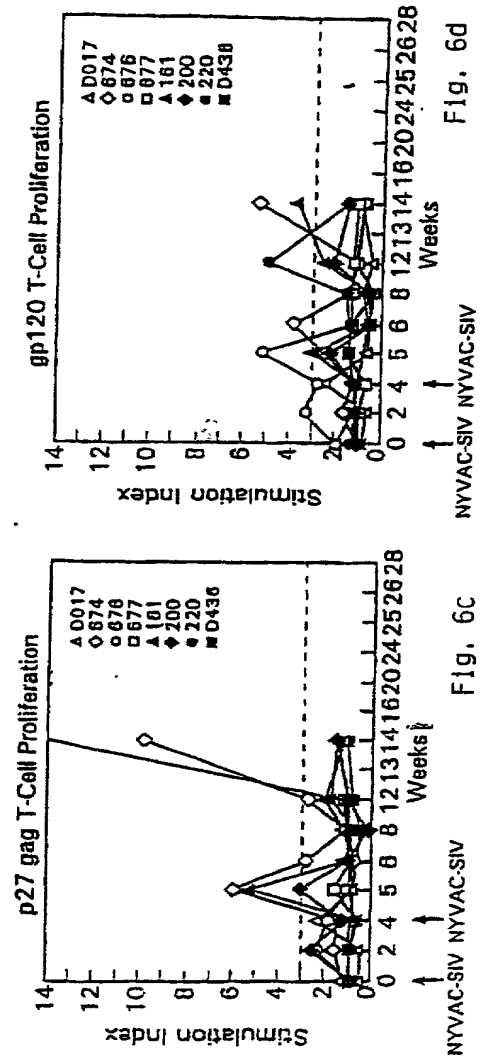 p27 gag T-Cell Proliferation
Stimulation Index
14
10
8
6
4
2
0
△ D017
◇ 674
○ 676
□ 677
▲ 161
◆ 200
● 220
■ D436
0 2 4 5 6 8 12 13 14 16 20 24 25 26 28
Weeks
NYVAC-SIV NYVAC-SIV
Fig. 6c
gp120 T-Cell Proliferation
Stimulation Index
14
10
8
6
4
2
0
△ D017
◇ 674
○ 676
□ 677
▲ 161
◆ 200
● 220
■ D436
0 2 4 5 6 8 12 13 14 16 20 24 25 26 28
Weeks
NYVAC-SIV NYVAC-SIV
Fig. 6d